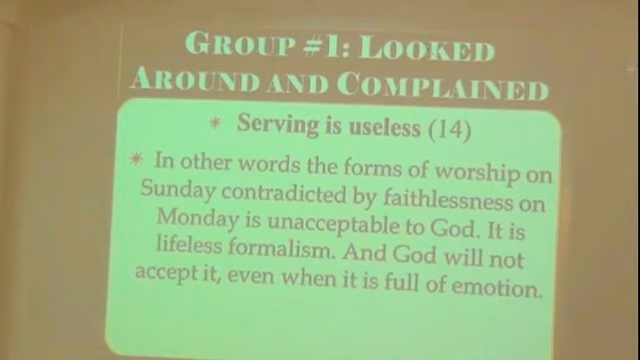 GROUP #1: LOOKED
AROUND AND COMPLAINED
* Serving is useless (14)
* In other words the forms of worship on
Sunday contradicted by faithlessness on
Monday is unacceptable to God. It is
lifeless formalism. And God will not
accept it, even when it is full of emotion.